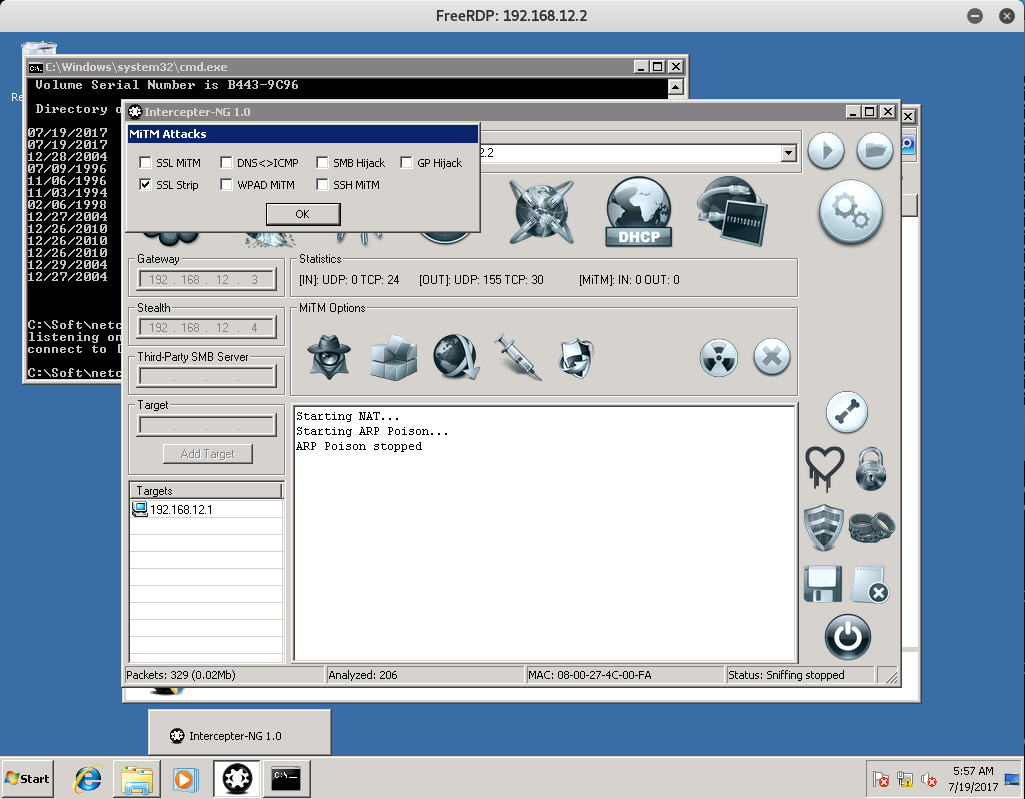 FreeRDP: 192.168.12.2
C:\Windows\system32\cmd.exe
Re
Volume Serial Number is B443-9C96
Directory o
07/19/2017
07/19/2017
12/28/2004
07/09/1996
11/06/1996
11/03/1994
02/06/1998
12/27/2004
12/26/2010
12/26/2010
12/26/2010
12/29/2004
12/27/2004
C:\Soft\netc
listening on
connect to [
C:\Soft\netc
Intercepter-NG 1.0
MiTM Attacks
SSL MiTM DNS<>ICMP SMB Hijack GP Hijack
SSL Strip WPAD MiTM SSH MiTM
OK
2.2
DHCP
Gateway
192 . 168 . 12 . 3
Statistics
[IN]: UDP: 0 TCP: 24 [OUT]: UDP: 155 TCP: 30 [MiTM]: IN: 0 OUT: 0
Stealth
192 . 168 . 12 . 4
MiTM Options
Third-Party SMB Server
. . .
Target
. . .
Add Target
Starting NAT...
Starting ARP Poison...
ARP Poison stopped
Targets
192.168.12.1
Packets: 329 (0.02Mb) Analyzed: 206 MAC: 08-00-27-4C-00-FA Status: Sniffing stopped
Intercepter-NG 1.0
Start
C:\_
5:57 AM
7/19/2017